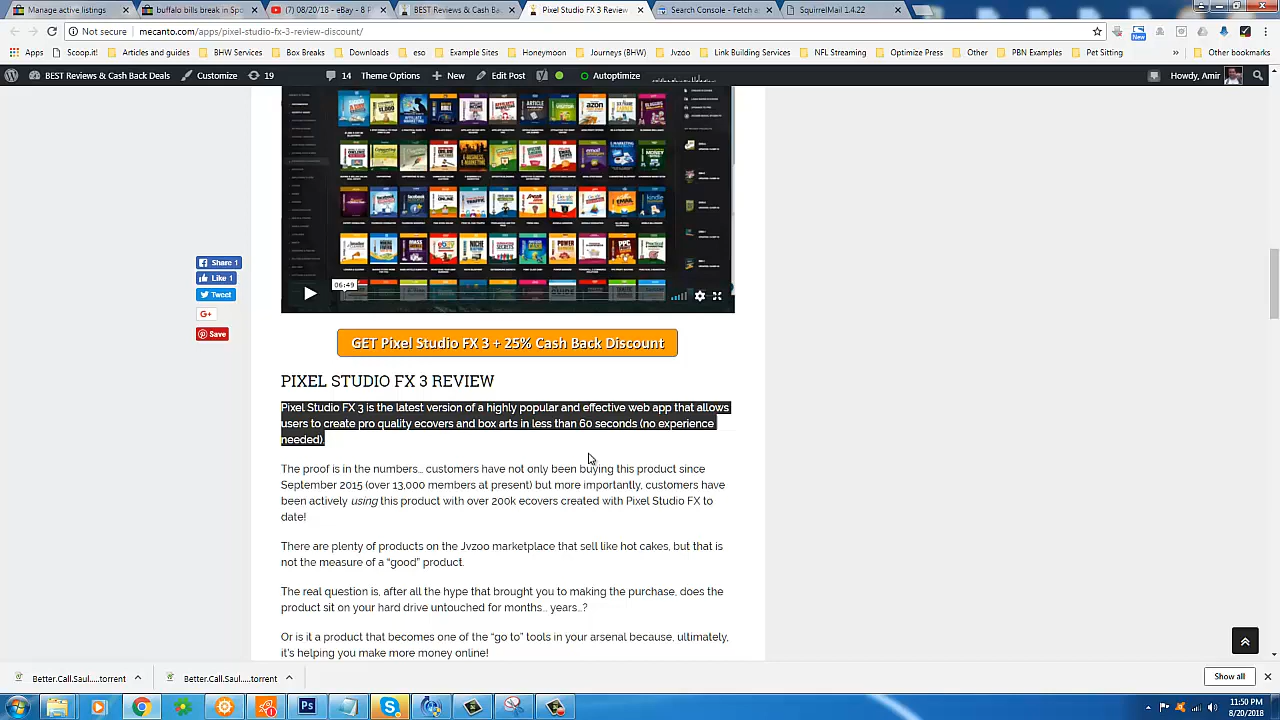 Manage active listings
buffalo bills break in Spo
(7) 08/20/18 - eBay - 8 F
BEST Reviews & Cash Ba
Pixel Studio FX 3 Review
Search Console - Fetch a
SquirrelMail 1.4.22
Not secure | mecanto.com/apps/pixel-studio-fx-3-review-discount/
New
Apps
Scoop.it!
Articles and guides
BHW Services
Box Breaks
Downloads
Ebay
Example Sites
Honeymoon
Journeys (BHW)
Jvzoo
Link Building Services
NFL Streams
Optimize Press
Other
PBN Examples
Pet Sitting
»
Other bookmarks
BEST Reviews & Cash Back Deals
Customize
19
14
Theme Options
New
Edit Post
Autoptimize
Howdy, Amir
06:49
Share 1
Like 1
Tweet
G+
Save
GET Pixel Studio FX 3 + 25% Cash Back Discount
PIXEL STUDIO FX 3 REVIEW
Pixel Studio FX 3 is the latest version of a highly popular and effective web app that allows
users to create pro quality ecovers and box arts in less than 60 seconds (no experience
needed).
The proof is in the numbers… customers have not only been buying this product since
September 2015 (over 13,000 members at present) but more importantly, customers have
been actively using this product with over 200k ecovers created with Pixel Studio FX to
date!
There are plenty of products on the Jvzoo marketplace that sell like hot cakes, but that is
not the measure of a “good” product.
The real question is, after all the hype that brought you to making the purchase, does the
product sit on your hard drive untouched for months… years…?
Or is it a product that becomes one of the “go to” tools in your arsenal because, ultimately,
it's helping you make more money online!
Better.Call.Saul.....torrent
Better.Call.Saul.....torrent
Show all
Ps
11:50 PM
8/20/2018